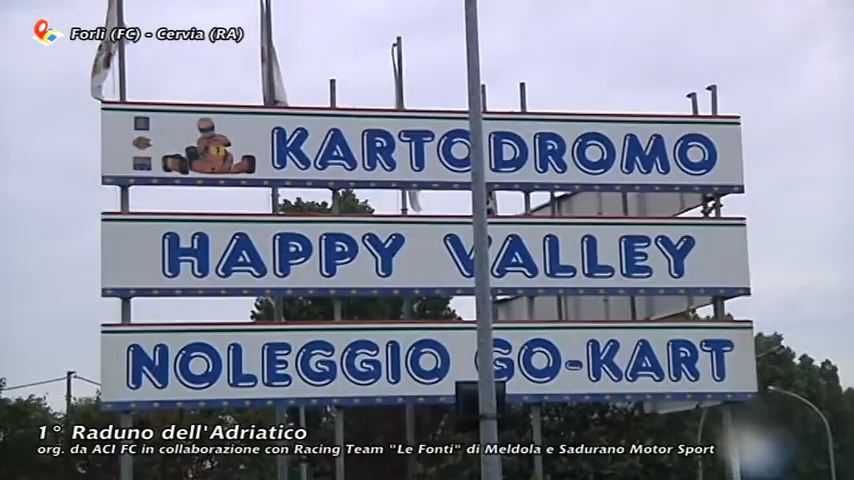 Forlì (FC) - Cervia (RA)
KARTODROMO
HAPPY VALLEY
NOLEGGIO GO-KART
1° Raduno dell'Adriatico
org. da ACI FC in collaborazione con Racing Team "Le Fonti" di Meldola e Sadurano Motor Sport